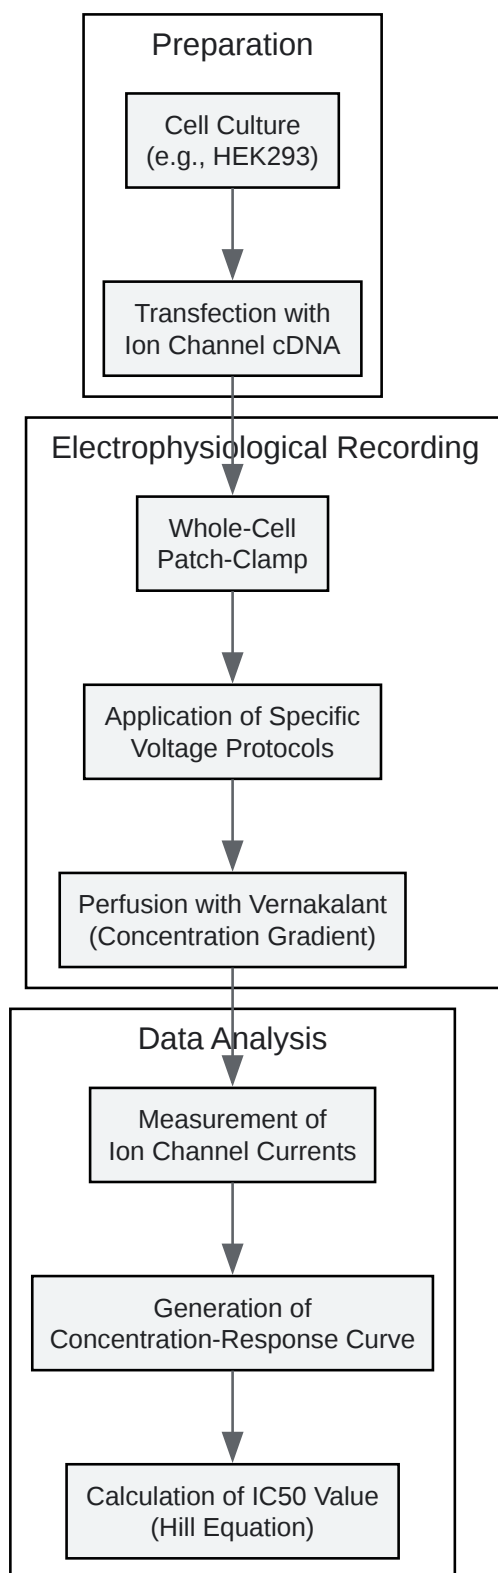 Preparation
Cell Culture
(e.g., HEK293)
Transfection with
Ion Channel cDNA
Electrophysiological Recording
Whole-Cell
Patch-Clamp
Application of Specific
Voltage Protocols
Perfusion with Vernakalant
(Concentration Gradient)
Data Analysis
Measurement of
Ion Channel Currents
Generation of
Concentration-Response Curve
Calculation of IC50 Value
(Hill Equation)